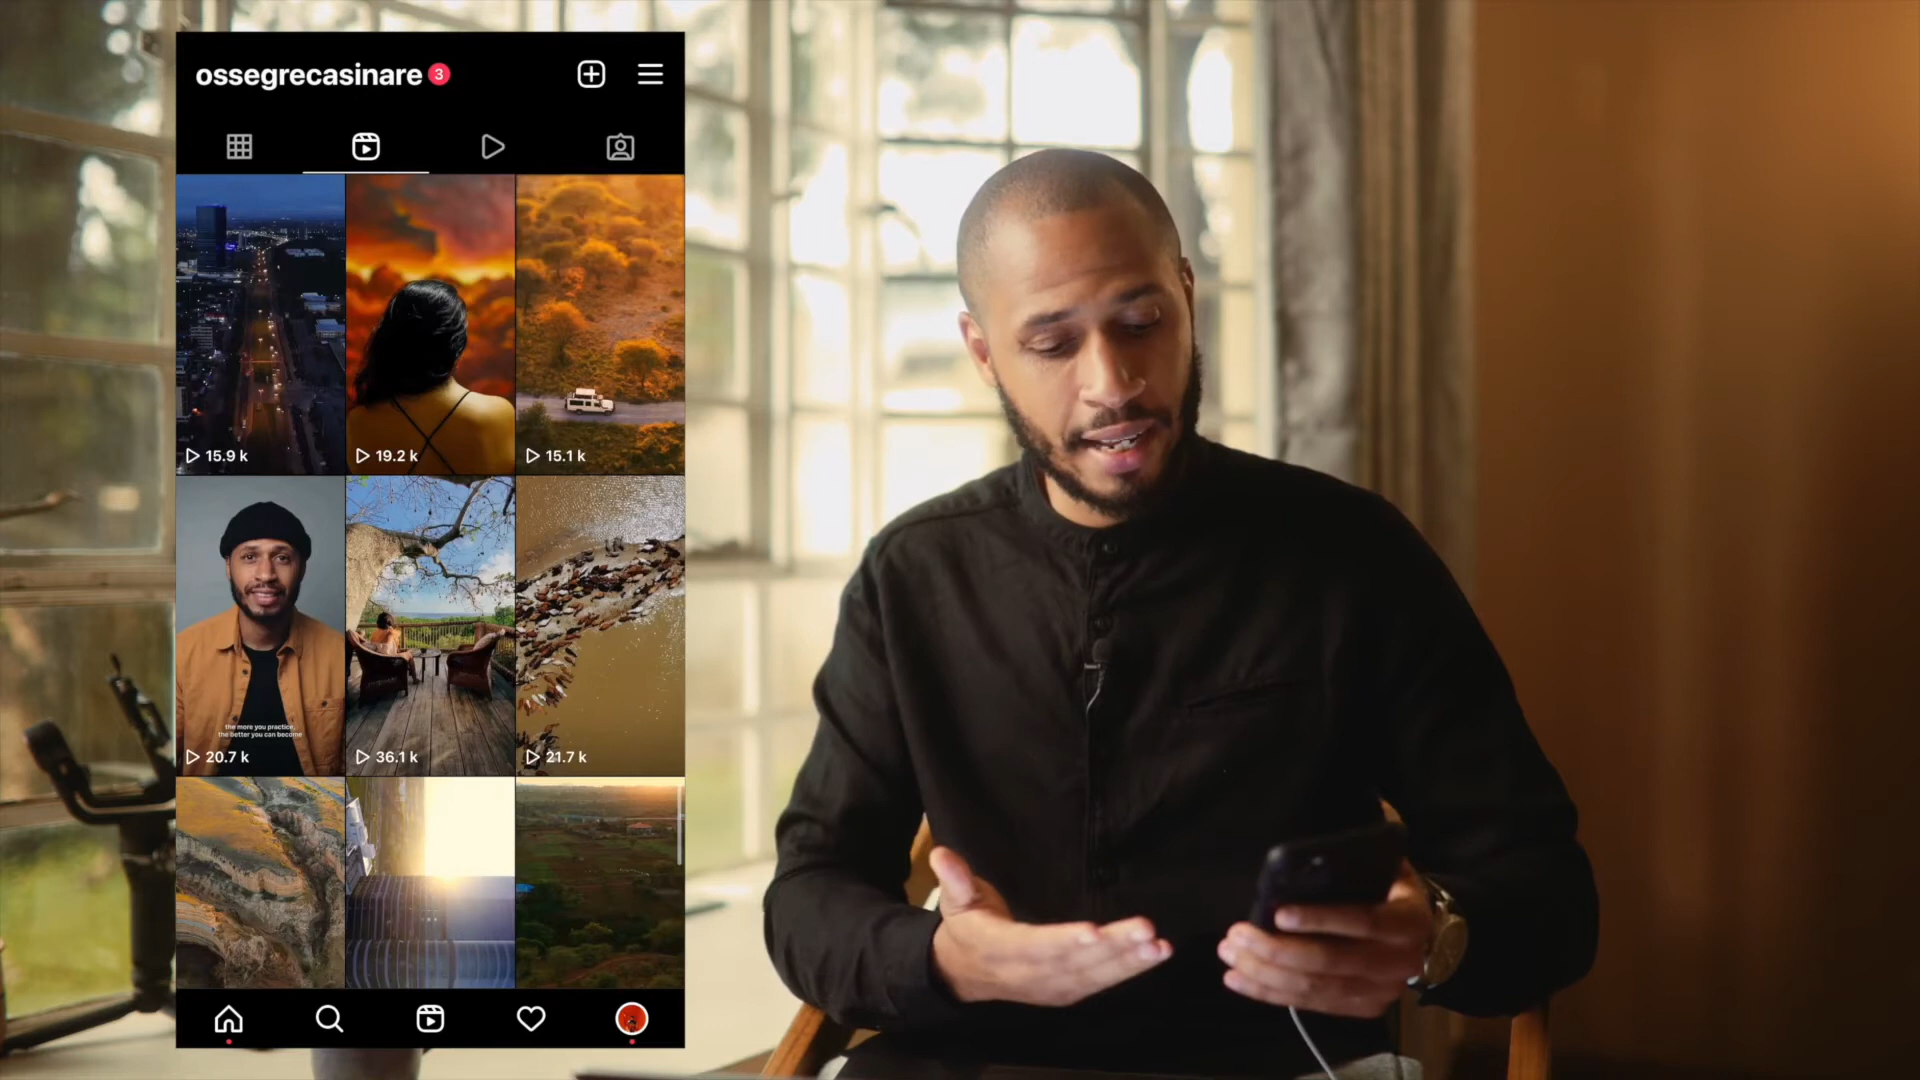 ossegrecasinare 3
15.9 k
19.2 k
15.1 k
the more you practice,
the better you can become
20.7 k
36.1 k
21.7 k